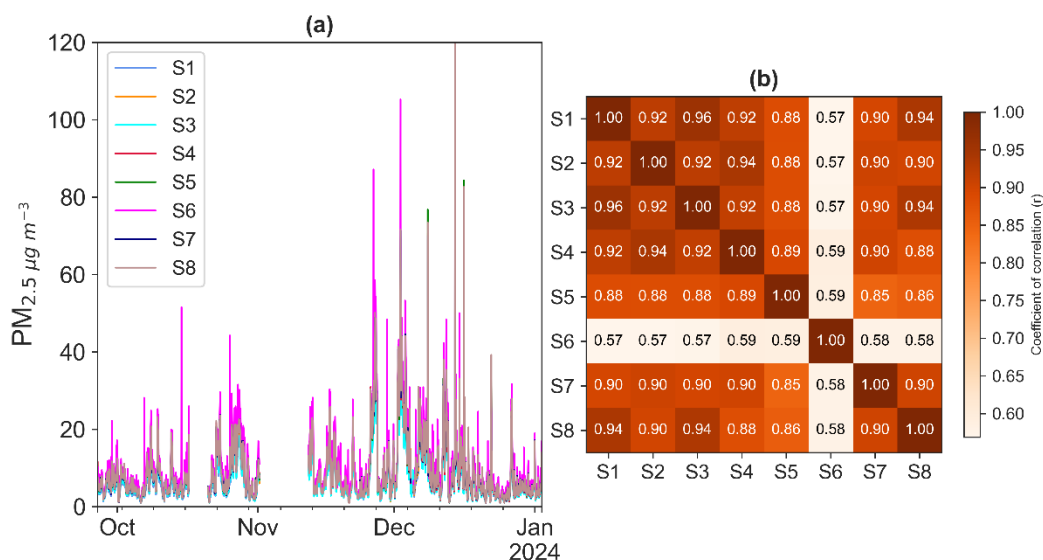 (a)
120
100
80
60
40
20
0
PM2.5 µg m−3
S1
S2
S3
S4
S5
S6
S7
S8
Oct
Nov
Dec
Jan
2024
(b)
S1 1.00 0.92 0.96 0.92 0.88 0.57 0.90 0.94
S2 0.92 1.00 0.92 0.94 0.88 0.57 0.90 0.90
S3 0.96 0.92 1.00 0.92 0.88 0.57 0.90 0.94
S4 0.92 0.94 0.92 1.00 0.89 0.59 0.90 0.88
S5 0.88 0.88 0.88 0.89 1.00 0.59 0.85 0.86
S6 0.57 0.57 0.57 0.59 0.59 1.00 0.58 0.58
S7 0.90 0.90 0.90 0.90 0.85 0.58 1.00 0.90
S8 0.94 0.90 0.94 0.88 0.86 0.58 0.90 1.00
S1 S2 S3 S4 S5 S6 S7 S8
1.00
0.95
0.90
0.85
0.80
0.75
0.70
0.65
0.60
Coefficient of correlation (r)